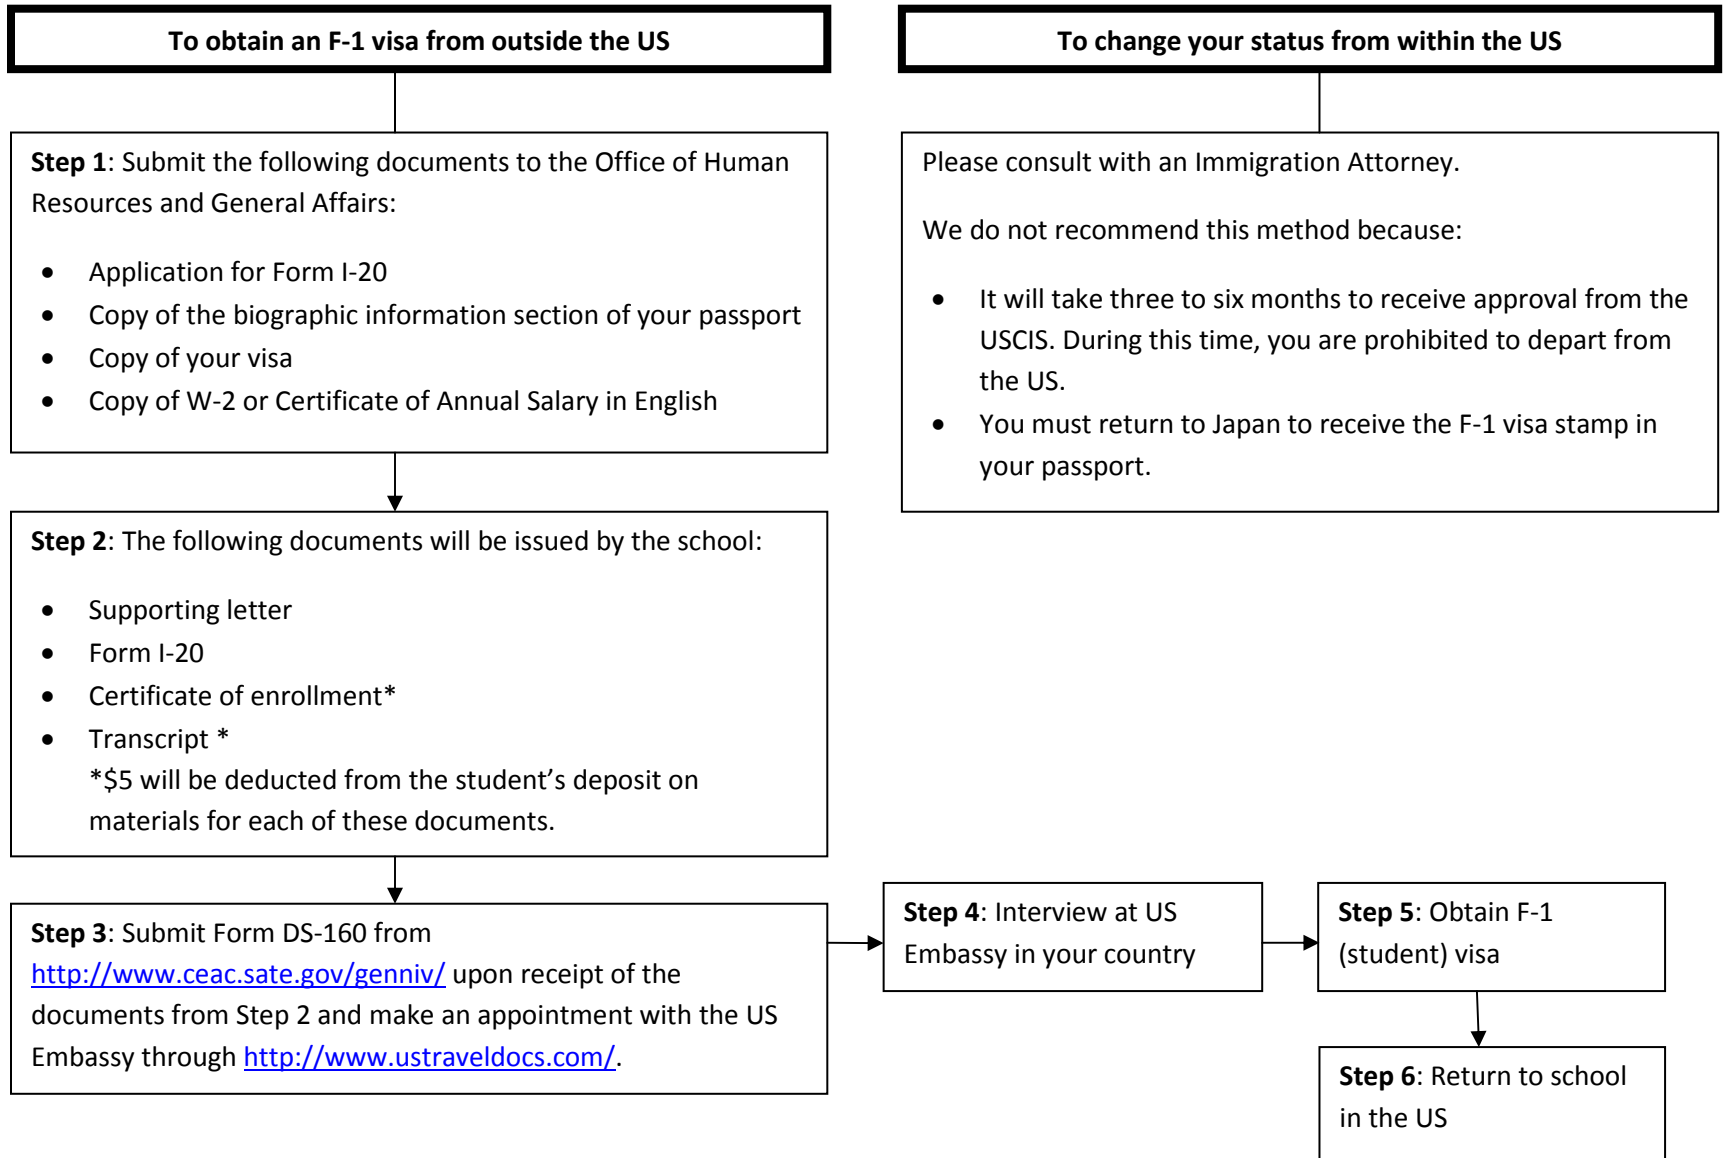 To obtain an F-1 visa from outside the US
Step 1: Submit the following documents to the Office of Human
Resources and General Affairs:
• Application for Form I-20
• Copy of the biographic information section of your passport
• Copy of your visa
• Copy of W-2 or Certificate of Annual Salary in English
Step 2: The following documents will be issued by the school:
• Supporting letter
• Form I-20
• Certificate of enrollment*
• Transcript *
*$5 will be deducted from the student’s deposit on
materials for each of these documents.
Step 3: Submit Form DS-160 from
http://www.ceac.sate.gov/genniv/ upon receipt of the
documents from Step 2 and make an appointment with the US
Embassy through http://www.ustraveldocs.com/.
Step 4: Interview at US
Embassy in your country
Step 5: Obtain F-1
(student) visa
Step 6: Return to school
in the US
To change your status from within the US
Please consult with an Immigration Attorney.
We do not recommend this method because:
• It will take three to six months to receive approval from the
USCIS. During this time, you are prohibited to depart from
the US.
• You must return to Japan to receive the F-1 visa stamp in
your passport.